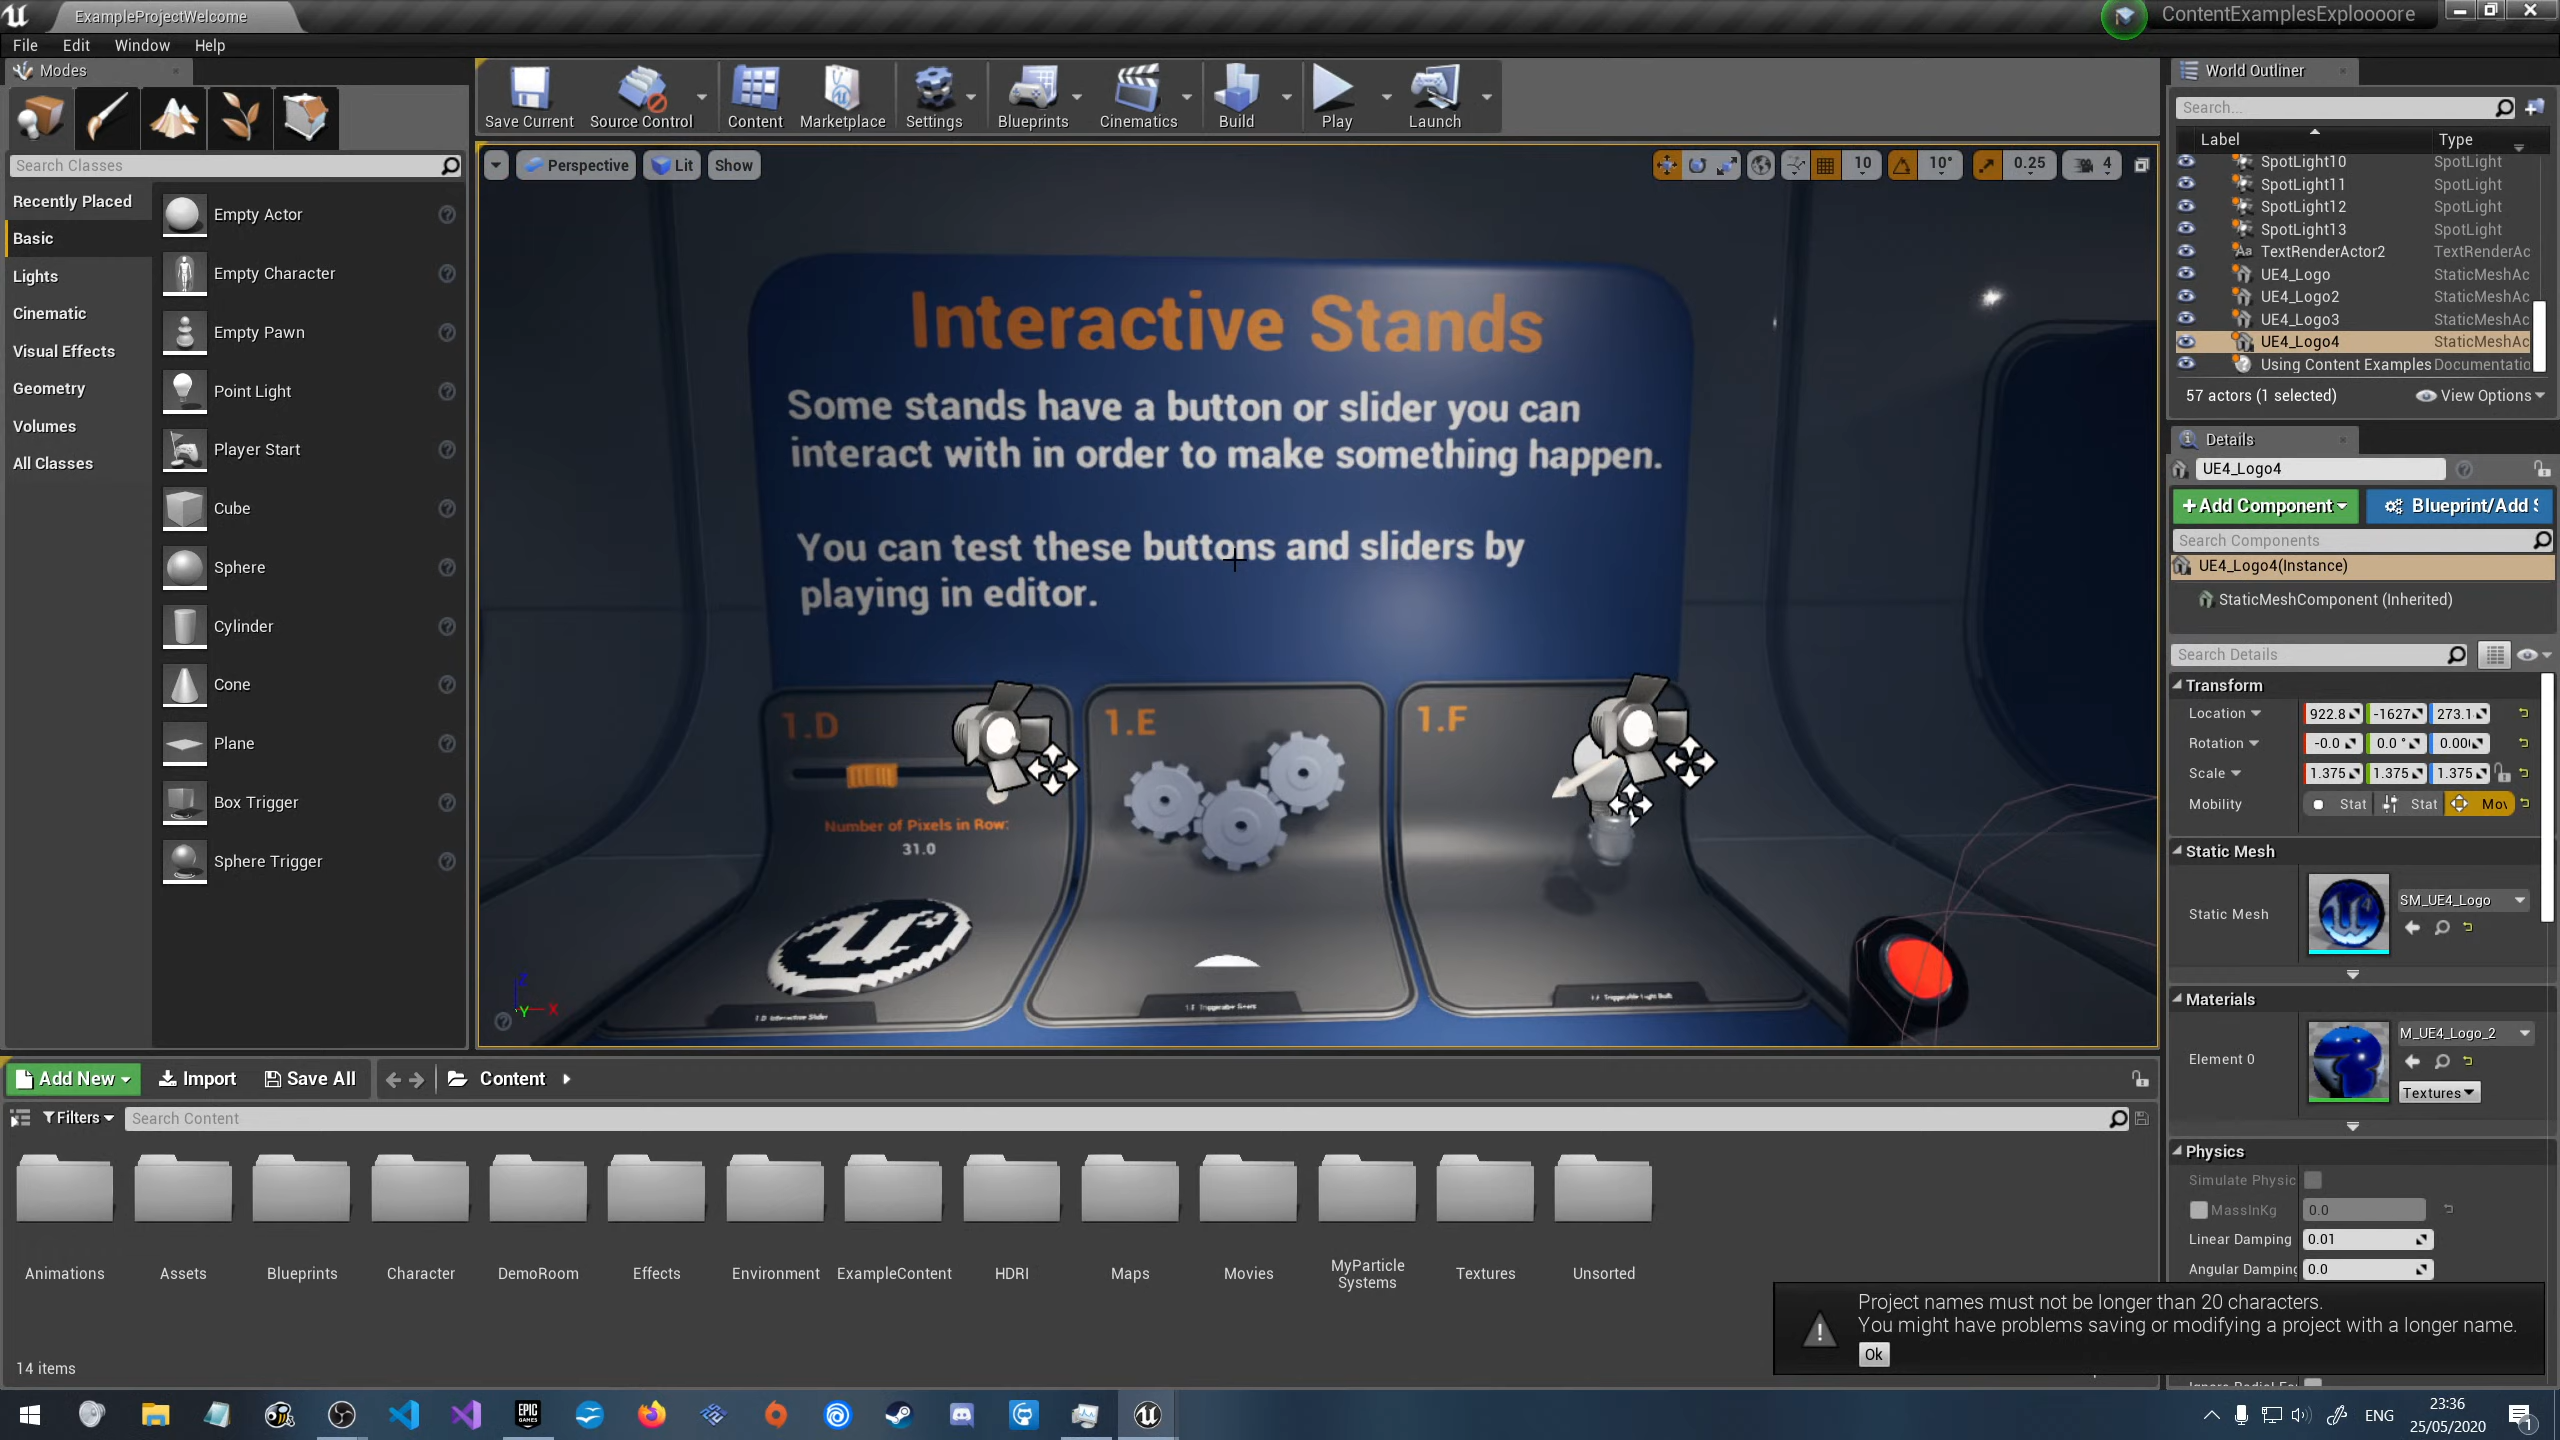 ExampleProjectWelcome
ContentExamplesExploooore
File Edit Window Help
Modes
Search Classes
Recently Placed
Basic
Lights
Cinematic
Visual Effects
Geometry
Volumes
All Classes
Empty Actor
Empty Character
Empty Pawn
Point Light
Player Start
Cube
Sphere
Cylinder
Cone
Plane
Box Trigger
Sphere Trigger
Save Current Source Control Content Marketplace Settings Blueprints Cinematics Build Play Launch
Perspective Lit Show
10 10° 0.25 4
Interactive Stands
Some stands have a button or slider you can
interact with in order to make something happen.
You can test these buttons and sliders by
playing in editor.
1.D 1.E 1.F
Number of Pixels in Row:
31.0
1.D Interactive Slider
Z
Y X
World Outliner
Search...
Label Type
SpotLight10 SpotLight
SpotLight11 SpotLight
SpotLight12 SpotLight
SpotLight13 SpotLight
TextRenderActor2 TextRenderAc
UE4_Logo StaticMeshAc
UE4_Logo2 StaticMeshAc
UE4_Logo3 StaticMeshAc
UE4_Logo4 StaticMeshAc
Using Content Examples Documentatio
57 actors (1 selected) View Options
Details
UE4_Logo4
+Add Component Blueprint/Add S
Search Components
UE4_Logo4(Instance)
StaticMeshComponent (Inherited)
Search Details
Transform
Location 922.8 -1627 273.1
Rotation -0.0 0.0 ° 0.00
Scale 1.375 1.375 1.375
Mobility Stat Stat Mov
Static Mesh
Static Mesh SM_UE4_Logo
Materials
Element 0 M_UE4_Logo_2
Textures
Physics
Simulate Physic
MassInKg 0.0
Linear Damping 0.01
Angular Damping 0.0
Add New Import Save All Content
Filters Search Content
Animations Assets Blueprints Character DemoRoom Effects Environment ExampleContent HDRI Maps Movies MyParticle Systems Textures Unsorted
14 items
Project names must not be longer than 20 characters.
You might have problems saving or modifying a project with a longer name.
Ok
EPIC GAMES
ENG
23:36
25/05/2020
1